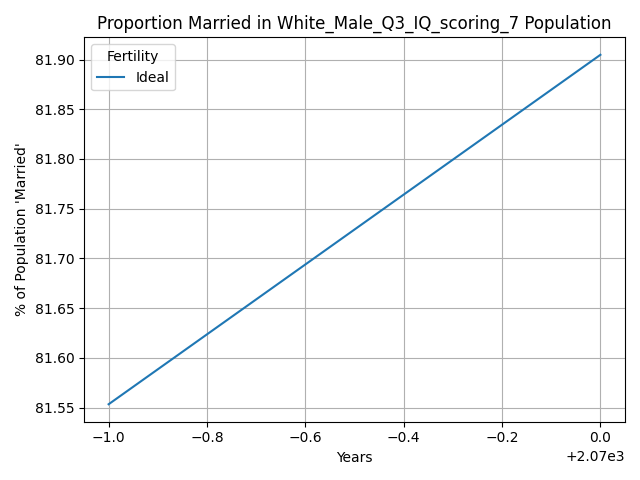 Proportion Married in White_Male_Q3_IQ_scoring_7 Population
Fertility
Ideal
% of Population 'Married'
81.90
81.85
81.80
81.75
81.70
81.65
81.60
81.55
−1.0 −0.8 −0.6 −0.4 −0.2 0.0
Years
+2.07e3